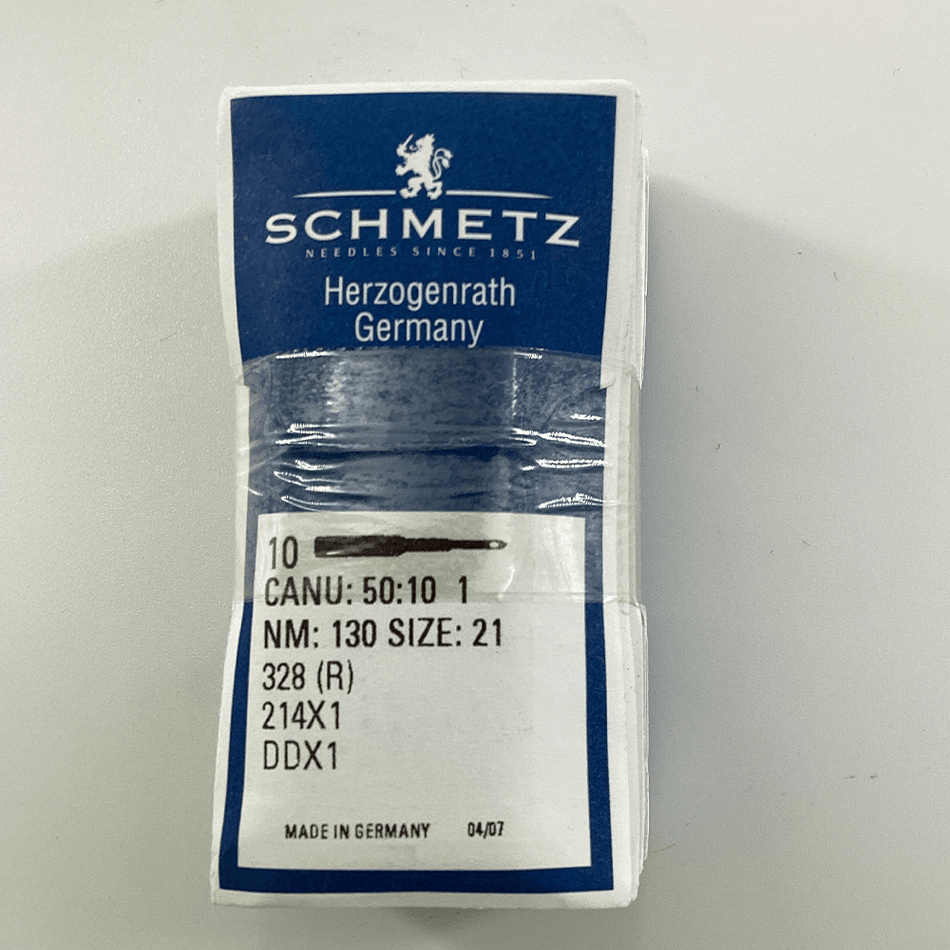 SCHMETZ
NEEDLES SINCE 1851
Herzogenrath
Germany
10
CANU: 50:10 1
NM: 130 SIZE: 21
328 (R)
214X1
DDX1
MADE IN GERMANY 04/07